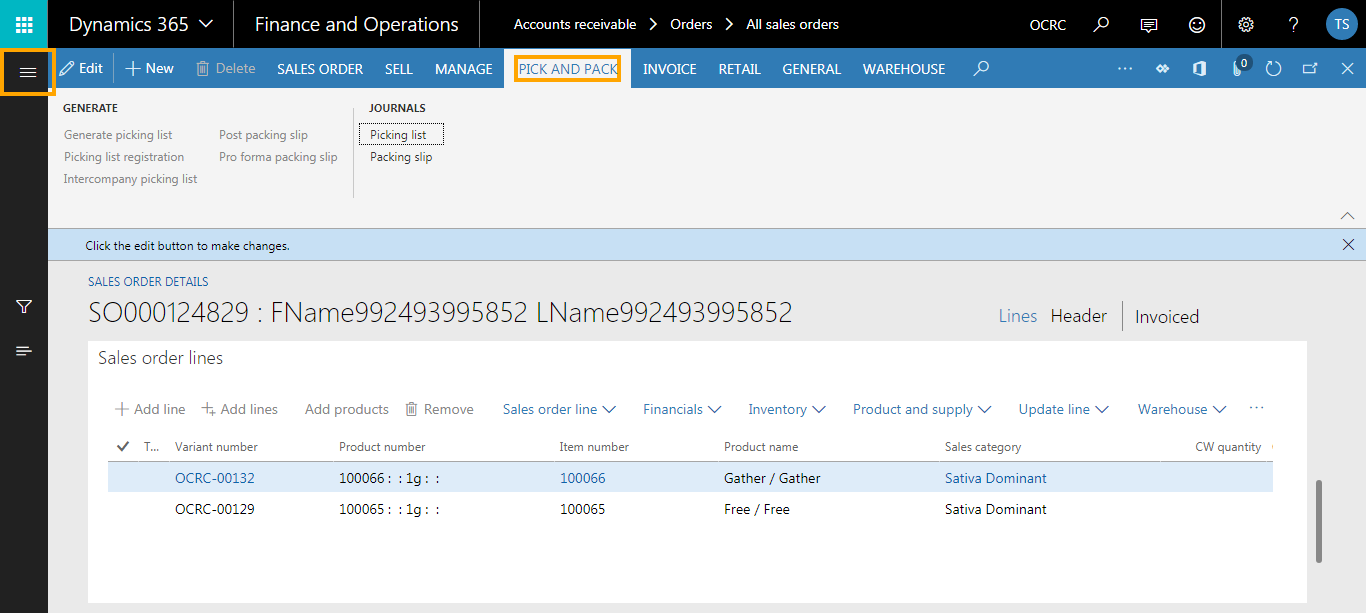 Dynamics 365 Finance and Operations Accounts receivable Orders All sales orders OCRC ? TS
Edit New Delete SALES ORDER SELL MANAGE PICK AND PACK INVOICE RETAIL GENERAL WAREHOUSE ... 0
GENERATE JOURNALS
Generate picking list Post packing slip Picking list
Picking list registration Pro forma packing slip Packing slip
Intercompany picking list
Click the edit button to make changes.
SALES ORDER DETAILS
SO000124829 : FName992493995852 LName992493995852 Lines Header Invoiced
Sales order lines
Add line Add lines Add products Remove Sales order line Financials Inventory Product and supply Update line Warehouse ...
T... Variant number Product number Item number Product name Sales category CW quantity
OCRC-00132 100066 : : 1g : : 100066 Gather / Gather Sativa Dominant
OCRC-00129 100065 : : 1g : : 100065 Free / Free Sativa Dominant